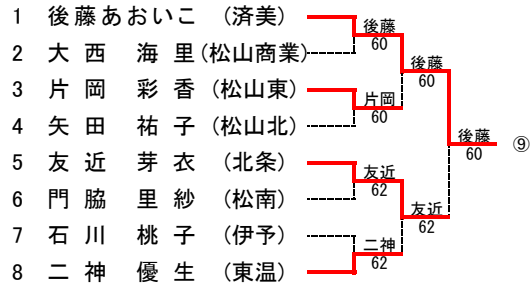 1 後藤あおいこ (済美)
後藤
60
2 大西 海里 (松山商業)
後藤
60
3 片岡 彩香 (松山東)
片岡
60
4 矢田 祐子 (松山北)
後藤
60
⑨
5 友近 芽衣 (北条)
友近
62
6 門脇 里紗 (松南)
友近
62
7 石川 桃子 (伊予)
二神
62
8 二神 優生 (東温)